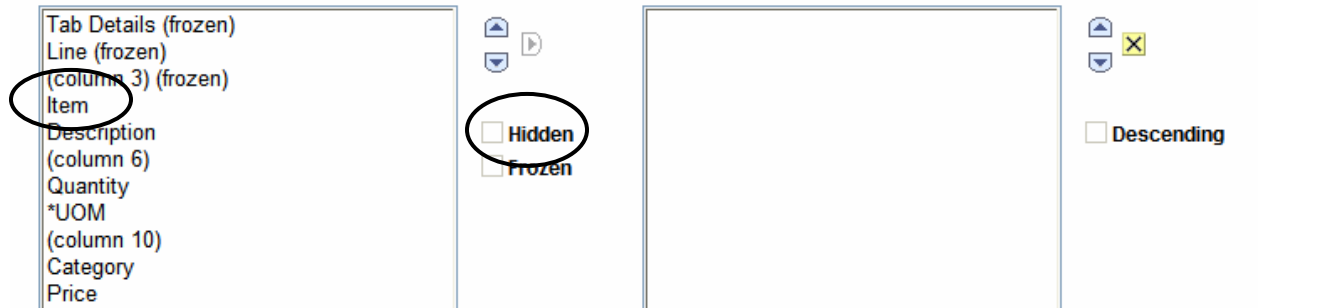 Tab Details (frozen)
Line (frozen)
(column 3) (frozen)
Item
Description
(column 6)
Quantity
*UOM
(column 10)
Category
Price
Hidden
Frozen
Descending